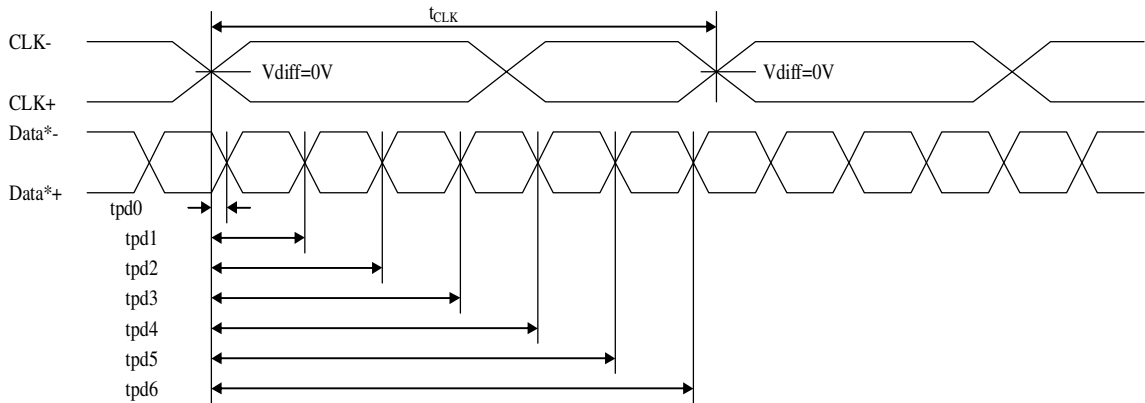 tCLK
CLK-
Vdiff=0V
Vdiff=0V
CLK+
Data*-
Data*+
tpd0
tpd1
tpd2
tpd3
tpd4
tpd5
tpd6